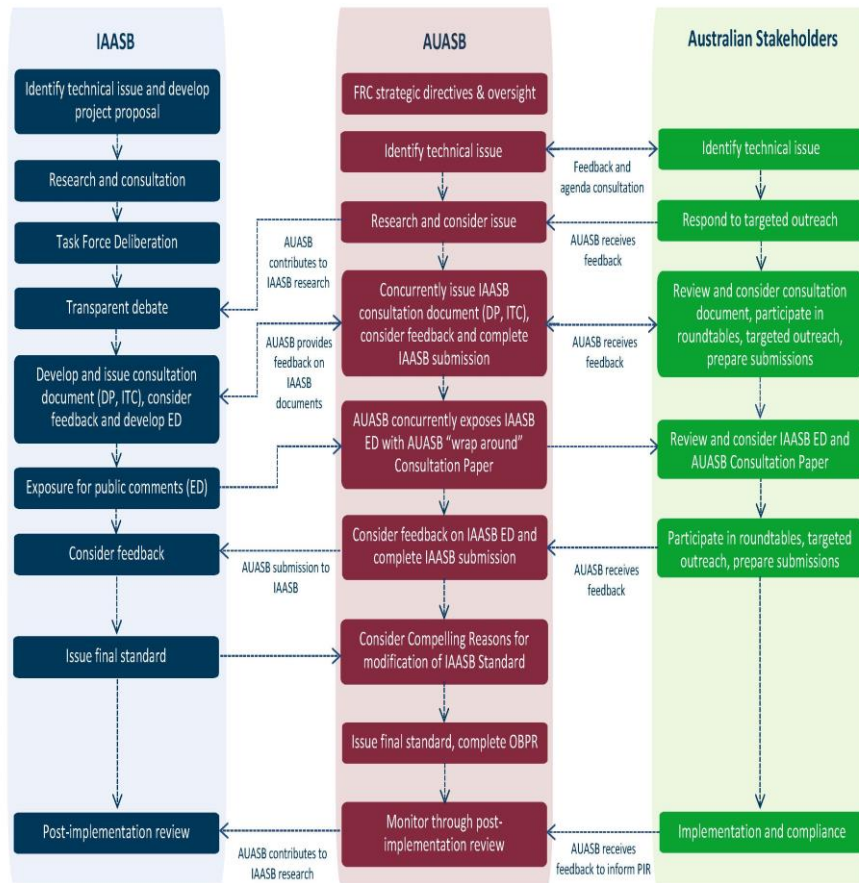 IAASB
Identify technical issue and develop
project proposal
Research and consultation
Task Force Deliberation
Transparent debate
Develop and issue consultation
document (DP, ITC), consider
feedback and develop ED
Exposure for public comments (ED)
Consider feedback
Issue final standard
Post-implementation review
AUASB
contributes to
IAASB research
AUASB provides
feedback on
IAASB
documents
AUASB submission to
IAASB
AUASB contributes to
IAASB research
AUASB
FRC strategic directives & oversight
Identify technical issue
Research and consider issue
Concurrently issue IAASB
consultation document (DP, ITC),
consider feedback and complete
IAASB submission
AUASB concurrently exposes IAASB
ED with AUASB “wrap around”
Consultation Paper
Consider feedback on IAASB ED and
complete IAASB submission
Consider Compelling Reasons for
modification of IAASB Standard
Issue final standard, complete OBPR
Monitor through post-
implementation review
Feedback and
agenda consultation
AUASB receives
feedback
AUASB receives
feedback
AUASB receives
feedback
AUASB receives
feedback to inform PIR
Australian Stakeholders
Identify technical issue
Respond to targeted outreach
Review and consider consultation
document, participate in
roundtables, targeted outreach,
prepare submissions
Review and consider IAASB ED and
AUASB Consultation Paper
Participate in roundtables, targeted
outreach, prepare submissions
Implementation and compliance